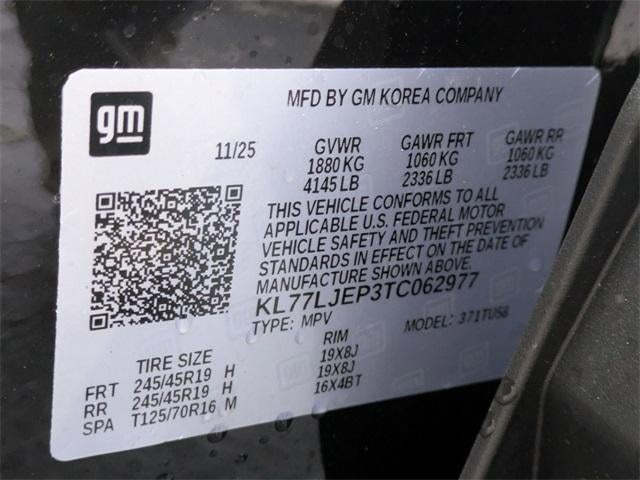 gm
MFD BY GM KOREA COMPANY
11/25 GVWR GAWR FRT GAWR RR
1880 KG 1060 KG 1060 KG
4145 LB 2336 LB 2336 LB
THIS VEHICLE CONFORMS TO ALL
APPLICABLE U.S. FEDERAL MOTOR
VEHICLE SAFETY AND THEFT PREVENTION
STANDARDS IN EFFECT ON THE DATE OF
MANUFACTURE SHOWN ABOVE.
KL77LJEP3TC062977
TYPE: MPV MODEL: 371TUS8
TIRE SIZE RIM
FRT 245/45R19 H 19X8J
RR 245/45R19 H 19X8J
SPA T125/70R16 M 16X4BT